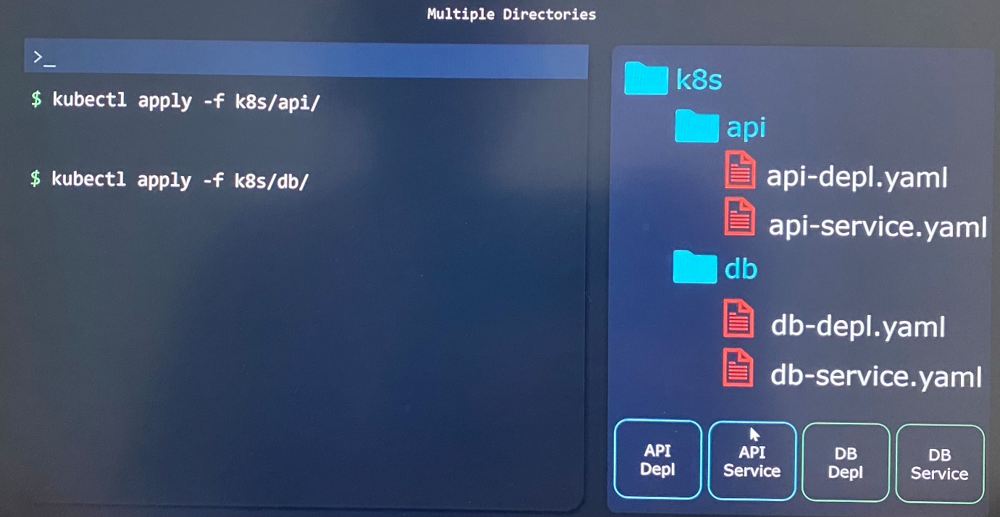 Multiple Directories
>_
$ kubectl apply -f k8s/api/
$ kubectl apply -f k8s/db/
k8s
api
api-depl.yaml
api-service.yaml
db
db-depl.yaml
db-service.yaml
API
Depl
API
Service
DB
Depl
DB
Service